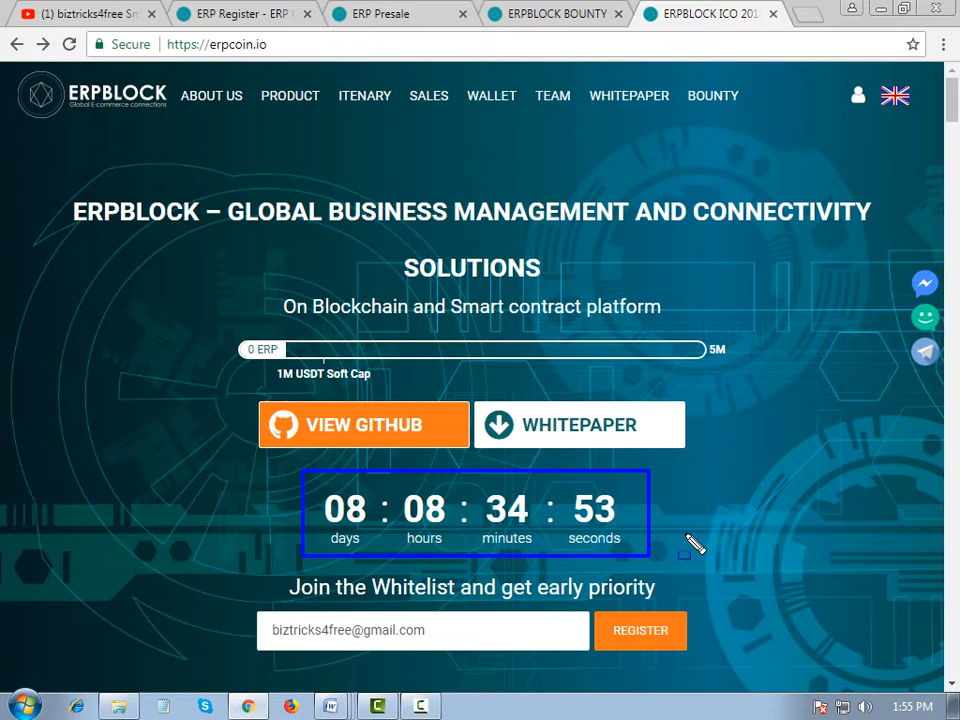 (1) biztricks4free Sm
ERP Register - ERP C
ERP Presale
ERPBLOCK BOUNTY
ERPBLOCK ICO 201
Secure
https://erpcoin.io
ERPBLOCK
Global E-commerce connections
ABOUT US
PRODUCT
ITENARY
SALES
WALLET
TEAM
WHITEPAPER
BOUNTY
ERPBLOCK – GLOBAL BUSINESS MANAGEMENT AND CONNECTIVITY
SOLUTIONS
On Blockchain and Smart contract platform
0 ERP
5M
1M USDT Soft Cap
VIEW GITHUB
WHITEPAPER
08 : 08 : 34 : 53
days hours minutes seconds
Join the Whitelist and get early priority
biztricks4free@gmail.com
REGISTER
1:55 PM